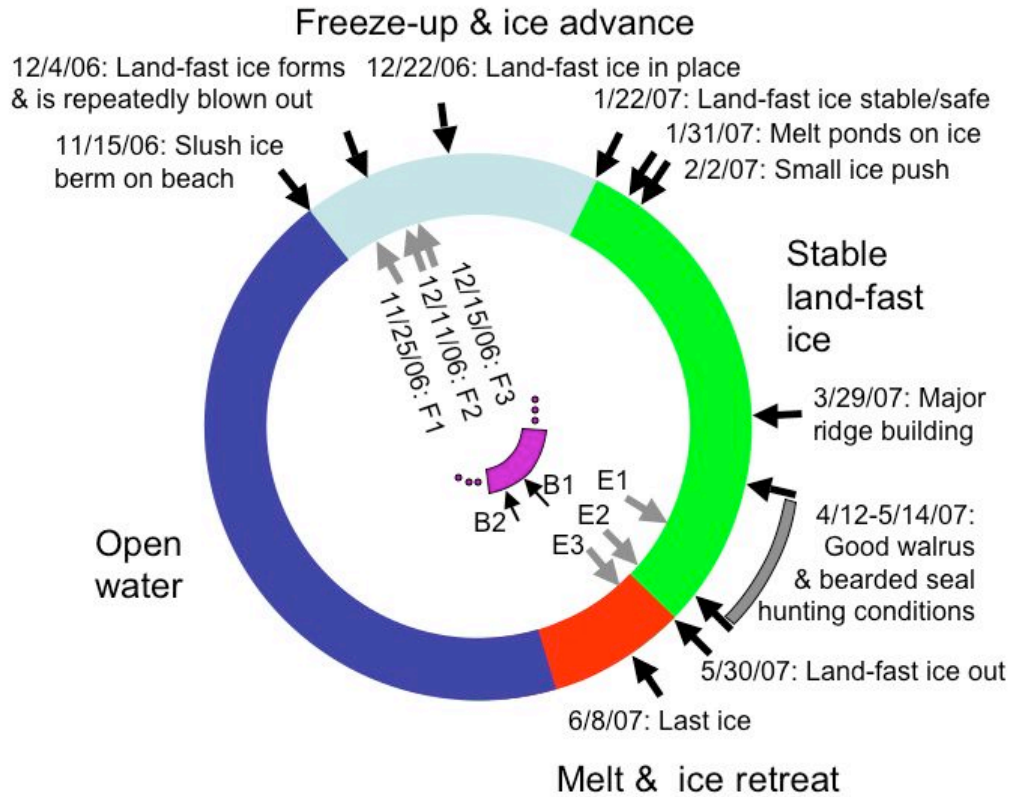 Freeze-up & ice advance
12/4/06: Land-fast ice forms
& is repeatedly blown out
12/22/06: Land-fast ice in place
1/22/07: Land-fast ice stable/safe
1/31/07: Melt ponds on ice
2/2/07: Small ice push
11/15/06: Slush ice
berm on beach
Stable
land-fast
ice
12/15/06: F3
12/11/06: F2
11/25/06: F1
3/29/07: Major
ridge building
E1
B1
E2
B2
E3
4/12-5/14/07:
Good walrus
& bearded seal
hunting conditions
Open
water
5/30/07: Land-fast ice out
6/8/07: Last ice
Melt & ice retreat